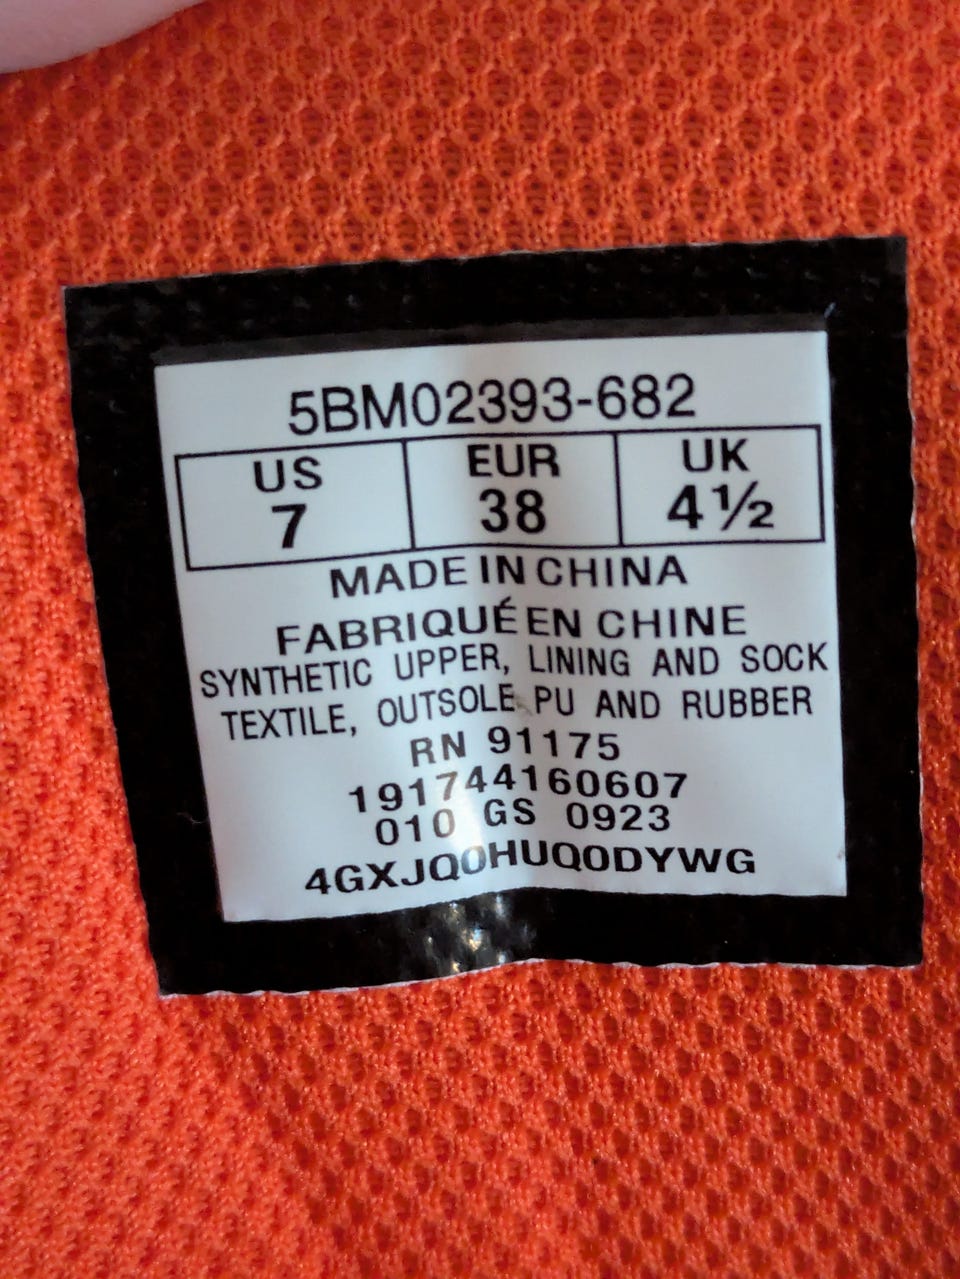 5BM02393-682
US EUR UK
7 38 4½
MADE IN CHINA
FABRIQUÉ EN CHINE
SYNTHETIC UPPER, LINING AND SOCK
TEXTILE, OUTSOLE PU AND RUBBER
RN 91175
191744160607
010 GS 0923
4GXJQ0HUQ0DYWG